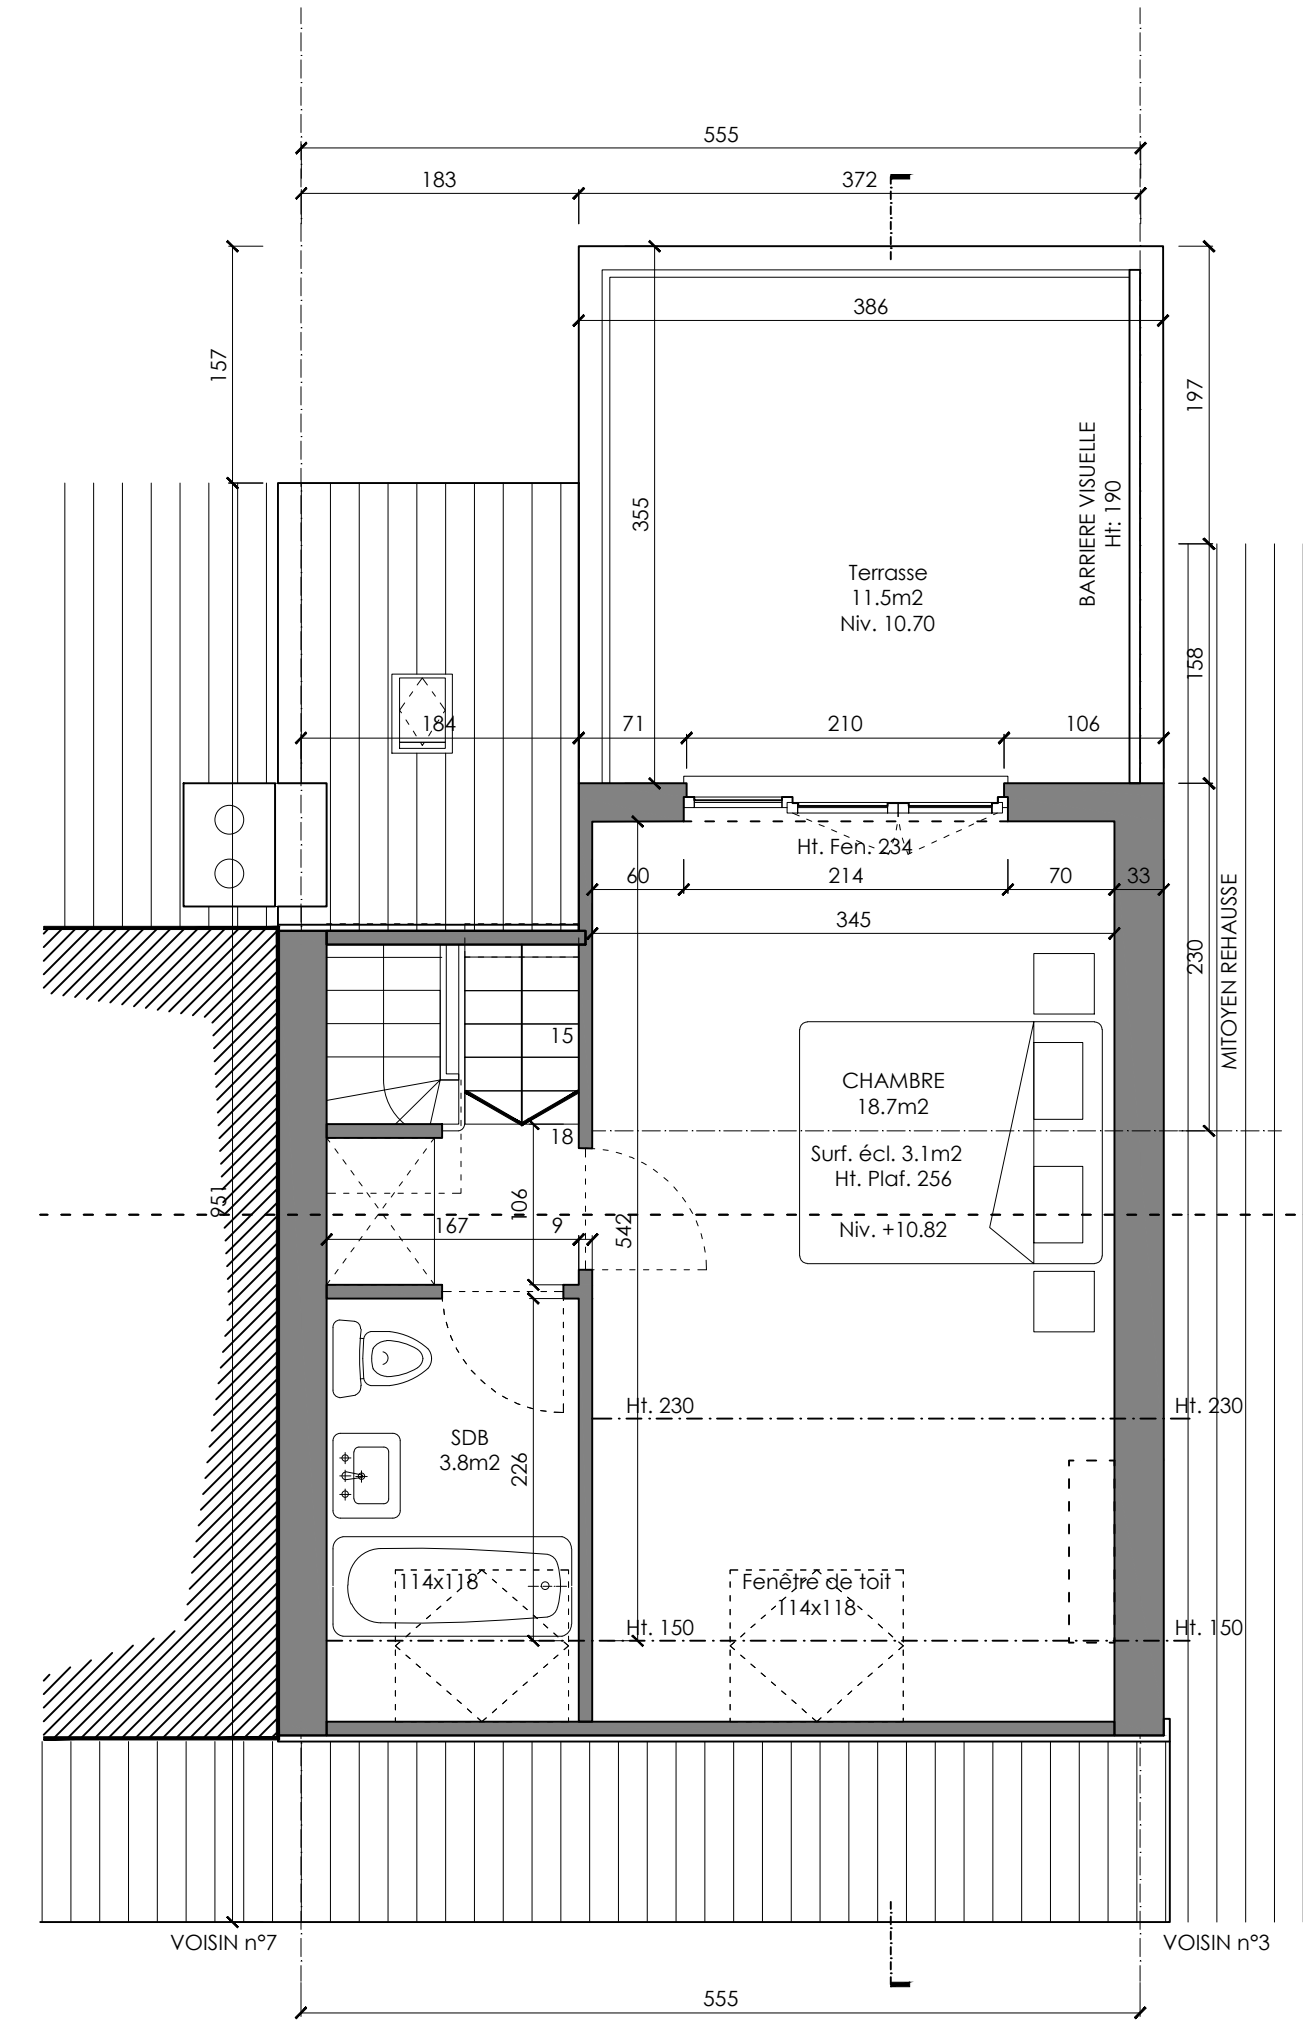 555
183
372
386
157
197
355
BARRIERE VISUELLE
Ht: 190
Terrasse
11.5m2
Niv. 10.70
158
184
71
210
106
Ht. Fen. 234
60
214
70
33
345
230
MITOYEN REHAUSSE
15
CHAMBRE
18.7m2
18
Surf. écl. 3.1m2
Ht. Plaf. 256
951
106
167
9
542
Niv. +10.82
Ht. 230
Ht. 230
SDB
3.8m2
226
114x118
Fenêtre de toit
114x118
Ht. 150
Ht. 150
VOISIN n°7
VOISIN n°3
555